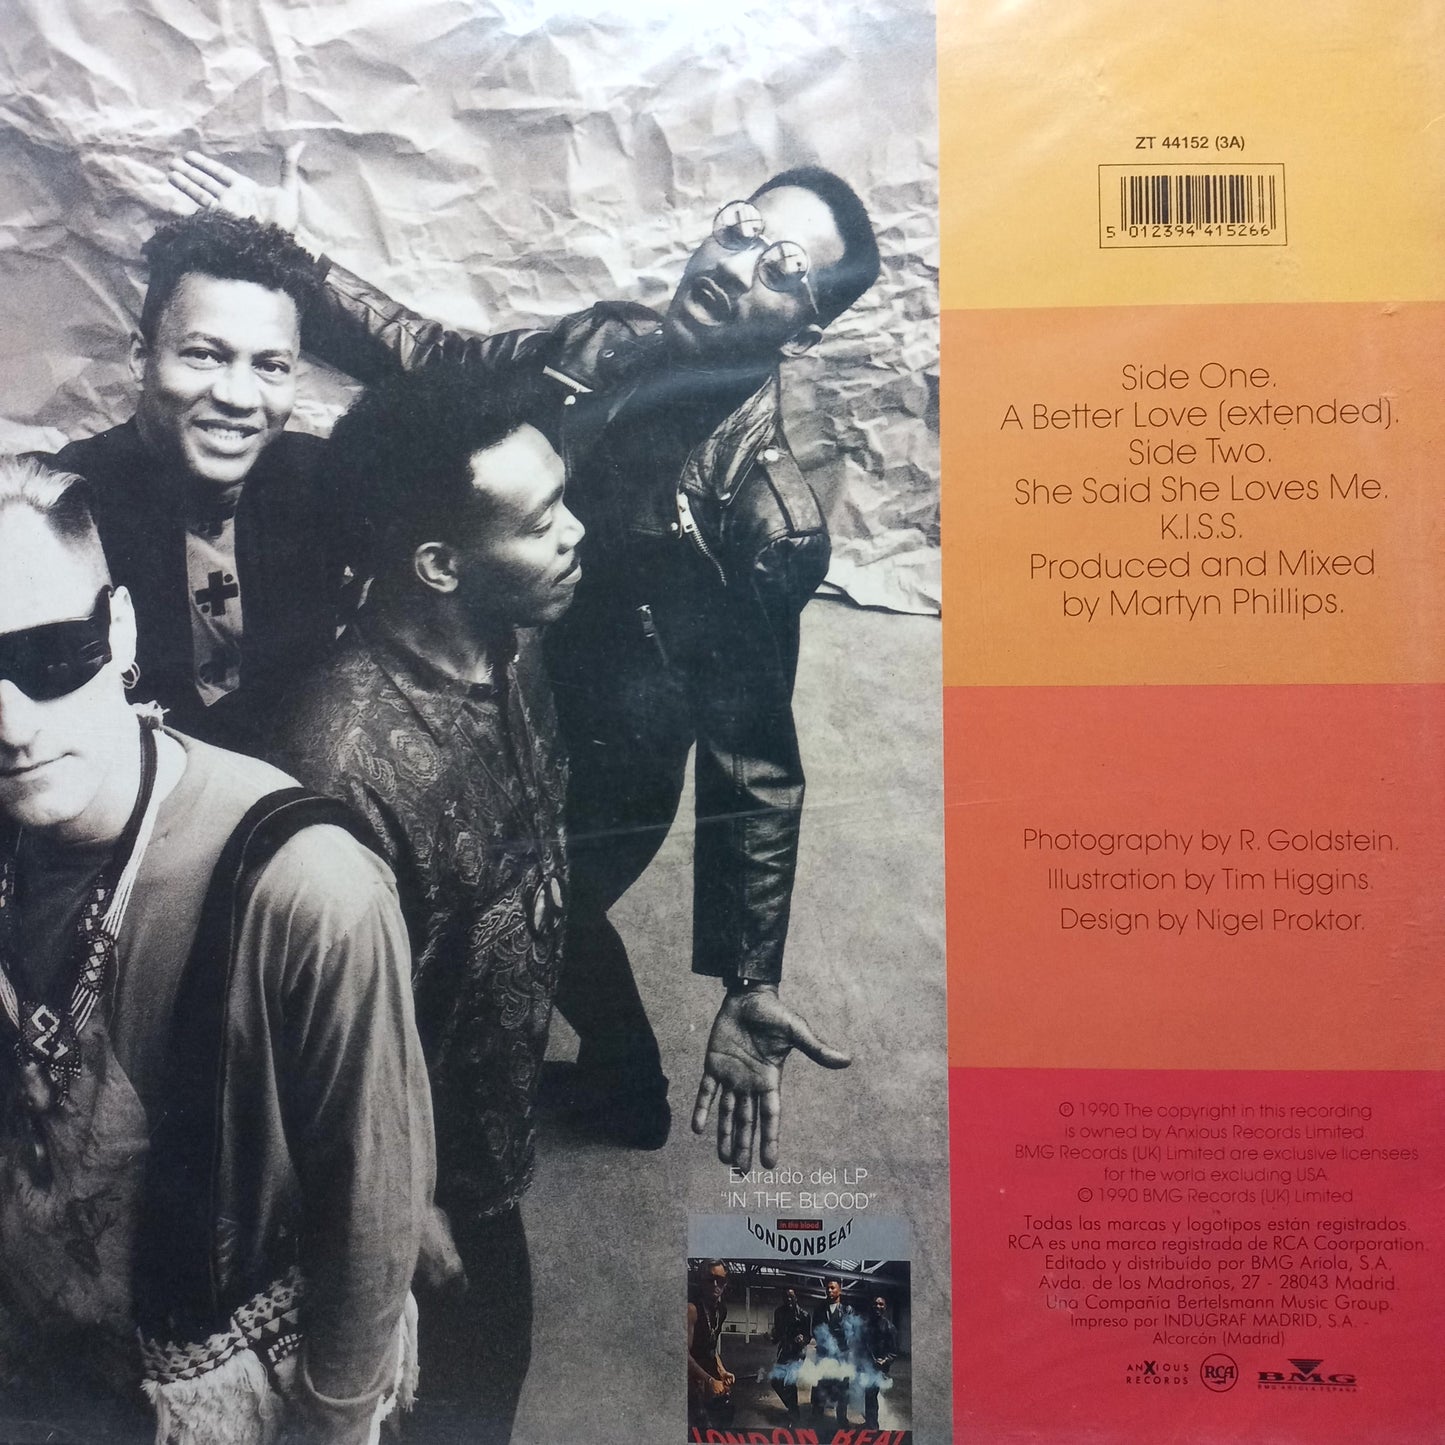 ZT 44152 (3A)
5 012394 415266
Side One.
A Better Love (extended).
Side Two.
She Said She Loves Me.
K.I.S.S.
Produced and Mixed
by Martyn Phillips.
Photography by R. Goldstein.
Illustration by Tim Higgins.
Design by Nigel Proktor.
℗ 1990 The copyright in this recording
is owned by Anxious Records Limited.
BMG Records (UK) Limited are exclusive licensees
for the world excluding USA.
© 1990 BMG Records (UK) Limited
Todas las marcas y logotipos están registrados.
RCA es una marca registrada de RCA Coorporation.
Editado y distribuído por BMG Ariola, S.A.
Avda. de los Madroños, 27 - 28043 Madrid.
Una Compañía Bertelsmann Music Group.
Impreso por INDUGRAF MADRID, S.A. -
Alcorcón (Madrid)
ANXIOUS
RECORDS
RCA
BMG
BMG ARIOLA ESPAÑA
Extraído del LP
"IN THE BLOOD"
in the blood
LONDONBEAT
LONDON BEAT